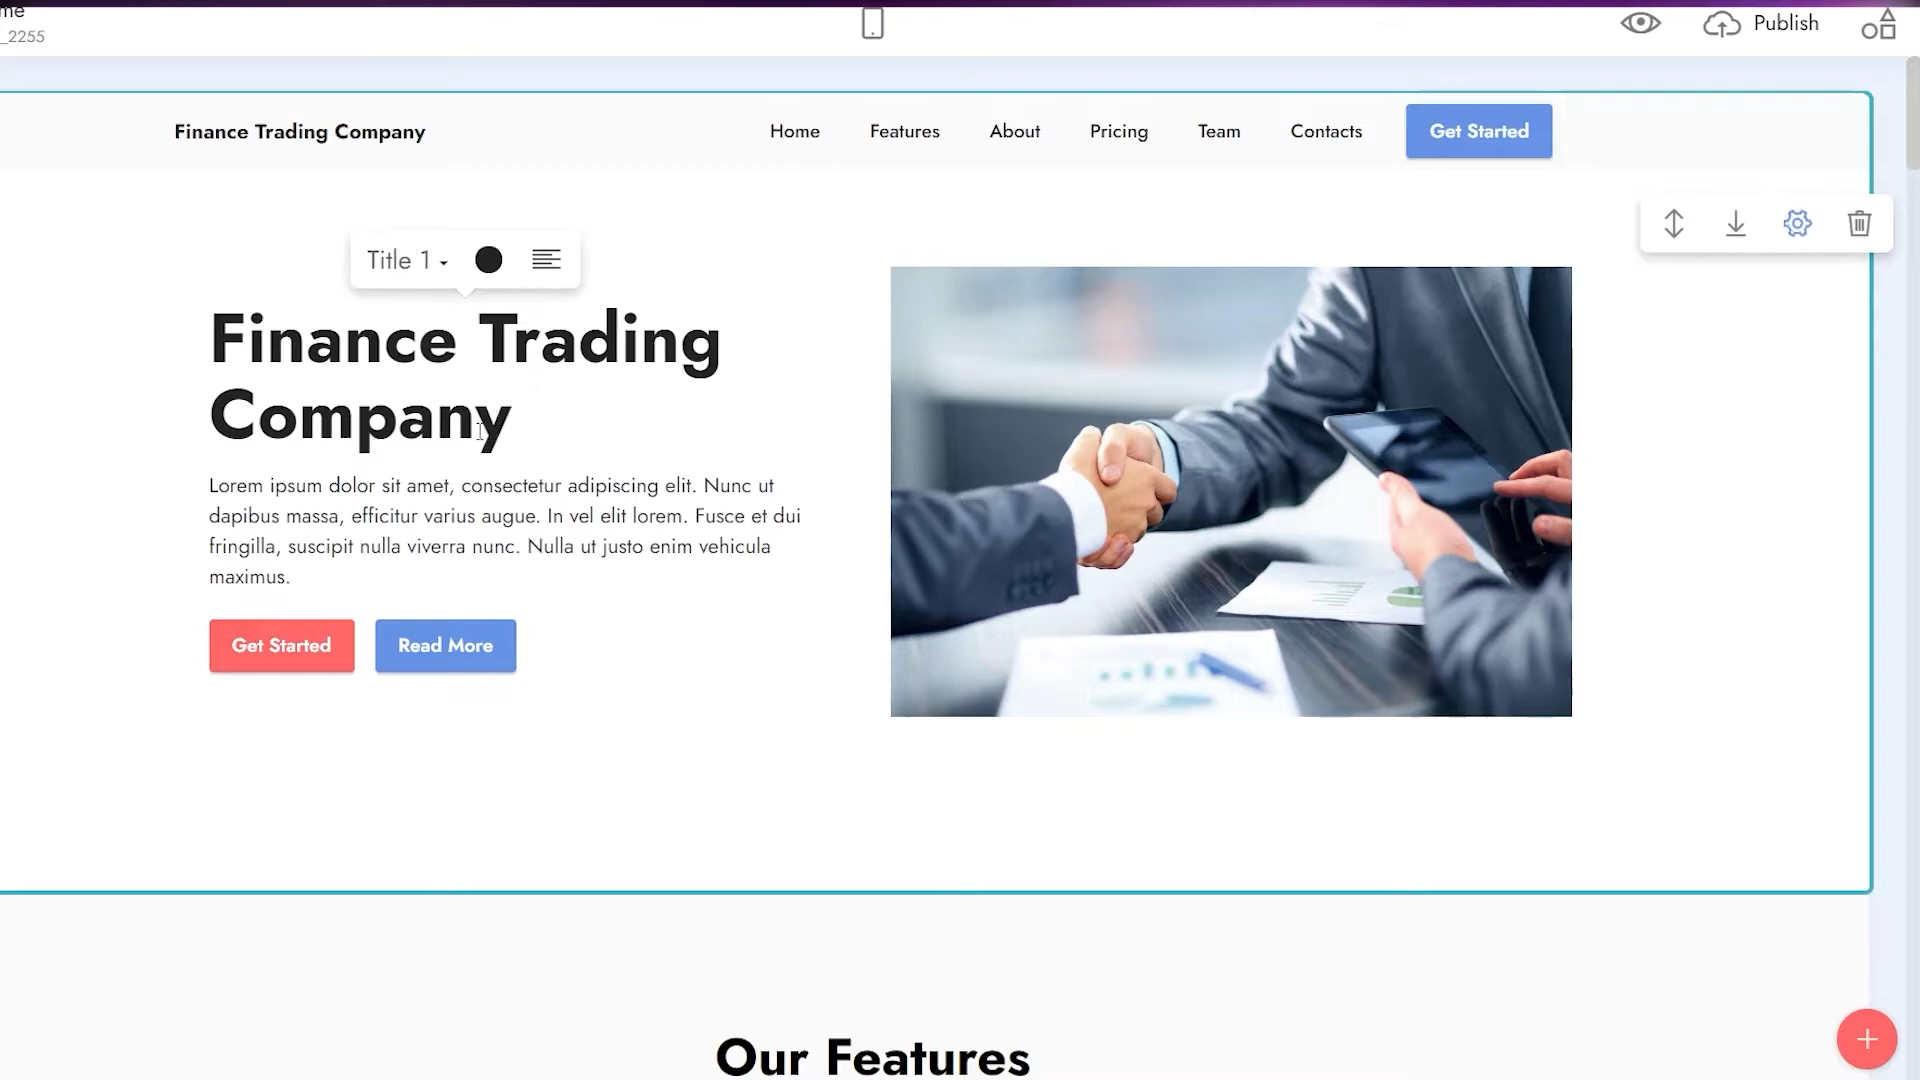 me
_2255
Publish
Finance Trading Company
Home
Features
About
Pricing
Team
Contacts
Get Started
Title 1
Finance Trading
Company
Lorem ipsum dolor sit amet, consectetur adipiscing elit. Nunc ut
dapibus massa, efficitur varius augue. In vel elit lorem. Fusce et dui
fringilla, suscipit nulla viverra nunc. Nulla ut justo enim vehicula
maximus.
Get Started
Read More
Our Features